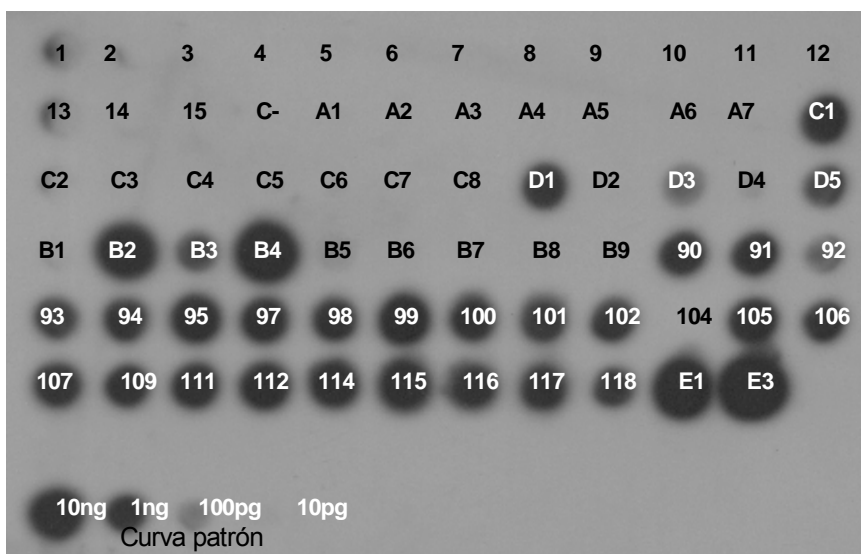 1 2 3 4 5 6 7 8 9 10 11 12
13 14 15 C- A1 A2 A3 A4 A5 A6 A7 C1
C2 C3 C4 C5 C6 C7 C8 D1 D2 D3 D4 D5
B1 B2 B3 B4 B5 B6 B7 B8 B9 90 91 92
93 94 95 97 98 99 100 101 102 104 105 106
107 109 111 112 114 115 116 117 118 E1 E3
10ng 1ng 100pg 10pg
Curva patrón